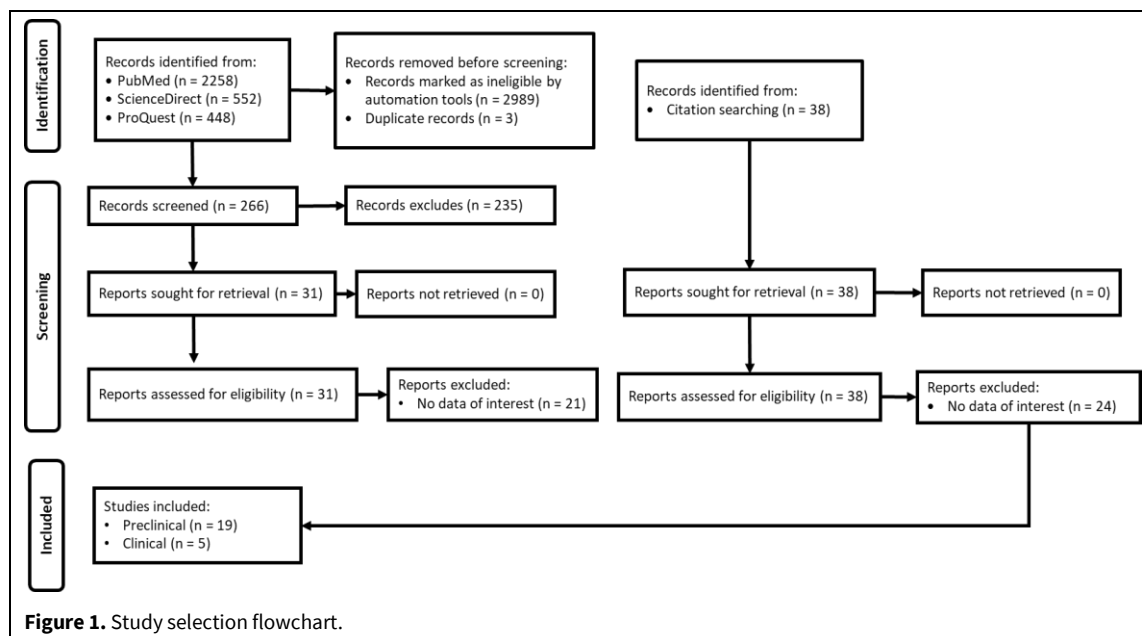 Identification
Records identified from:
• PubMed (n = 2258)
• ScienceDirect (n = 552)
• ProQuest (n = 448)
Records removed before screening:
• Records marked as ineligible by
automation tools (n = 2989)
• Duplicate records (n = 3)
Records identified from:
• Citation searching (n = 38)
Screening
Records screened (n = 266)
Records excludes (n = 235)
Reports sought for retrieval (n = 31)
Reports not retrieved (n = 0)
Reports sought for retrieval (n = 38)
Reports not retrieved (n = 0)
Reports assessed for eligibility (n = 31)
Reports excluded:
• No data of interest (n = 21)
Reports assessed for eligibility (n = 38)
Reports excluded:
• No data of interest (n = 24)
Included
Studies included:
• Preclinical (n = 19)
• Clinical (n = 5)
Figure 1. Study selection flowchart.